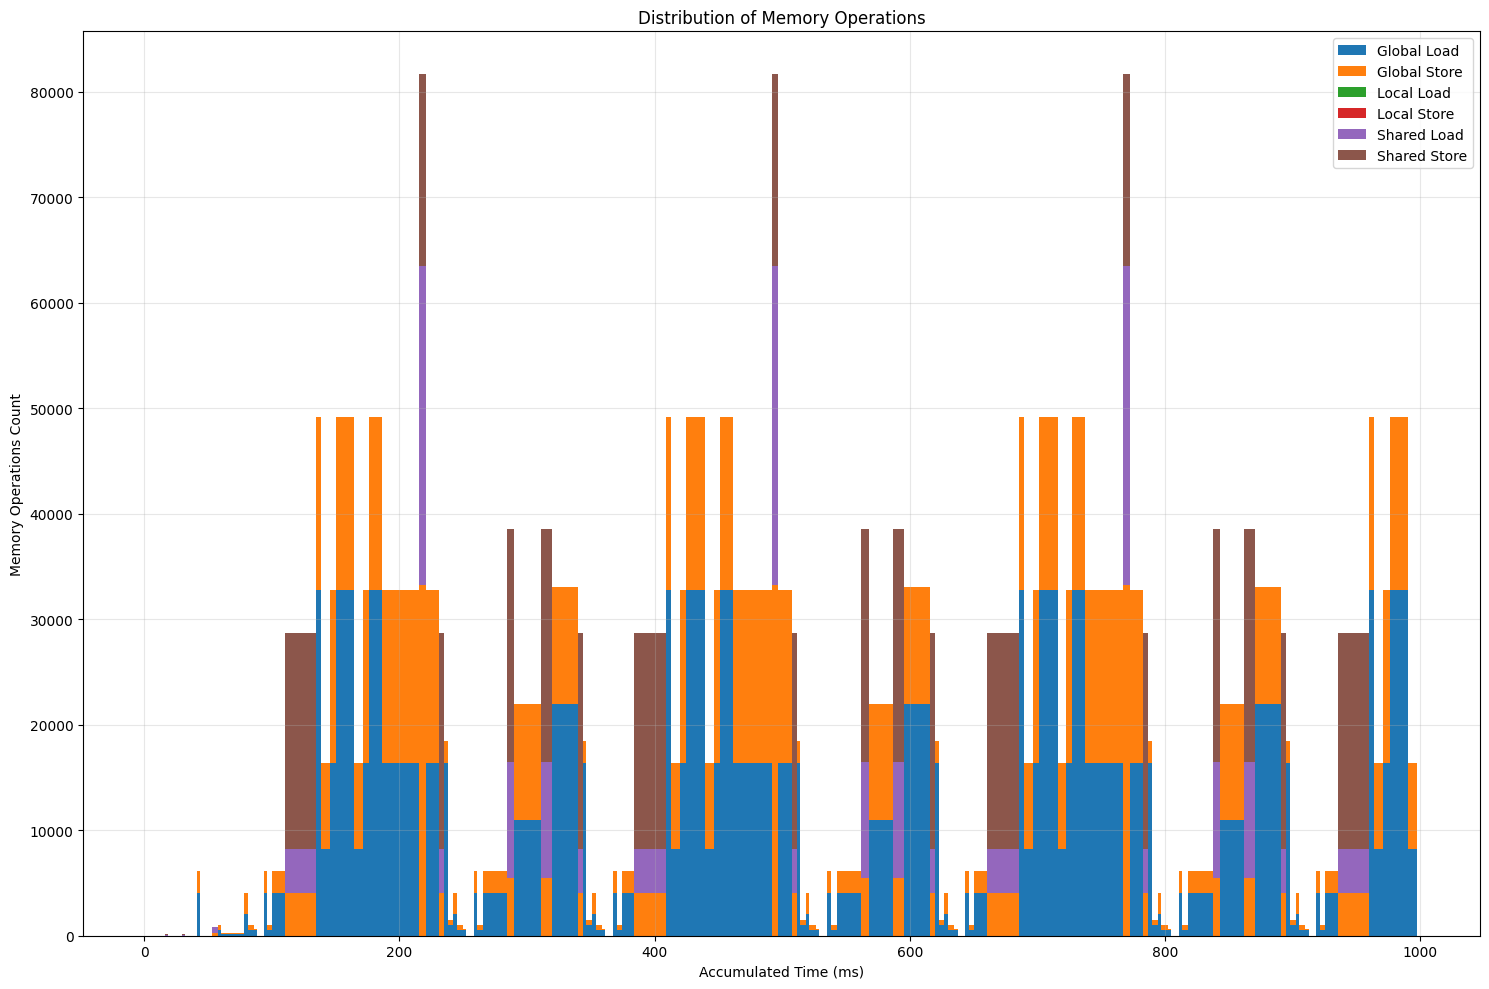 Distribution of Memory Operations
Global Load
Global Store
Local Load
Local Store
Shared Load
Shared Store
80000
70000
60000
50000
40000
30000
20000
10000
0
Memory Operations Count
0 200 400 600 800 1000
Accumulated Time (ms)